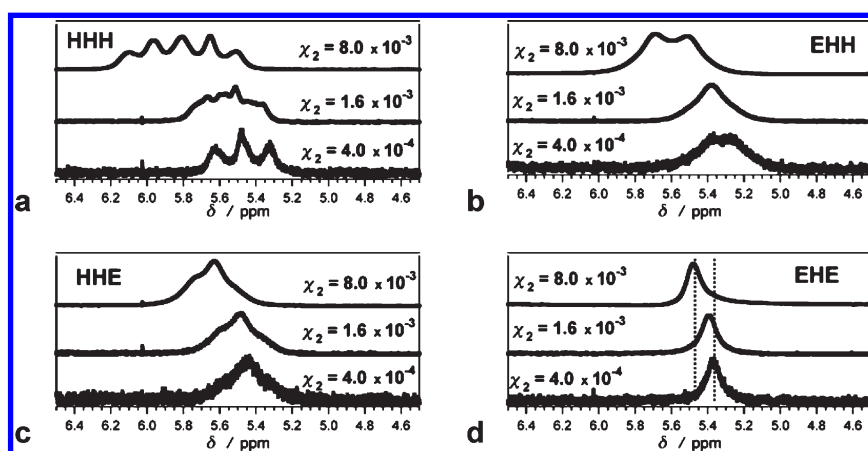 HHH
χ₂ = 8.0 x 10⁻³
χ₂ = 1.6 x 10⁻³
χ₂ = 4.0 x 10⁻⁴
6.4 6.2 6.0 5.8 5.6 5.4 5.2 5.0 4.8 4.6
δ / ppm
a
EHH
χ₂ = 8.0 x 10⁻³
χ₂ = 1.6 x 10⁻³
χ₂ = 4.0 x 10⁻⁴
6.4 6.2 6.0 5.8 5.6 5.4 5.2 5.0 4.8 4.6
δ / ppm
b
HHE
χ₂ = 8.0 x 10⁻³
χ₂ = 1.6 x 10⁻³
χ₂ = 4.0 x 10⁻⁴
6.4 6.2 6.0 5.8 5.6 5.4 5.2 5.0 4.8 4.6
δ / ppm
c
EHE
χ₂ = 8.0 x 10⁻³
χ₂ = 1.6 x 10⁻³
χ₂ = 4.0 x 10⁻⁴
6.4 6.2 6.0 5.8 5.6 5.4 5.2 5.0 4.8 4.6
δ / ppm
d